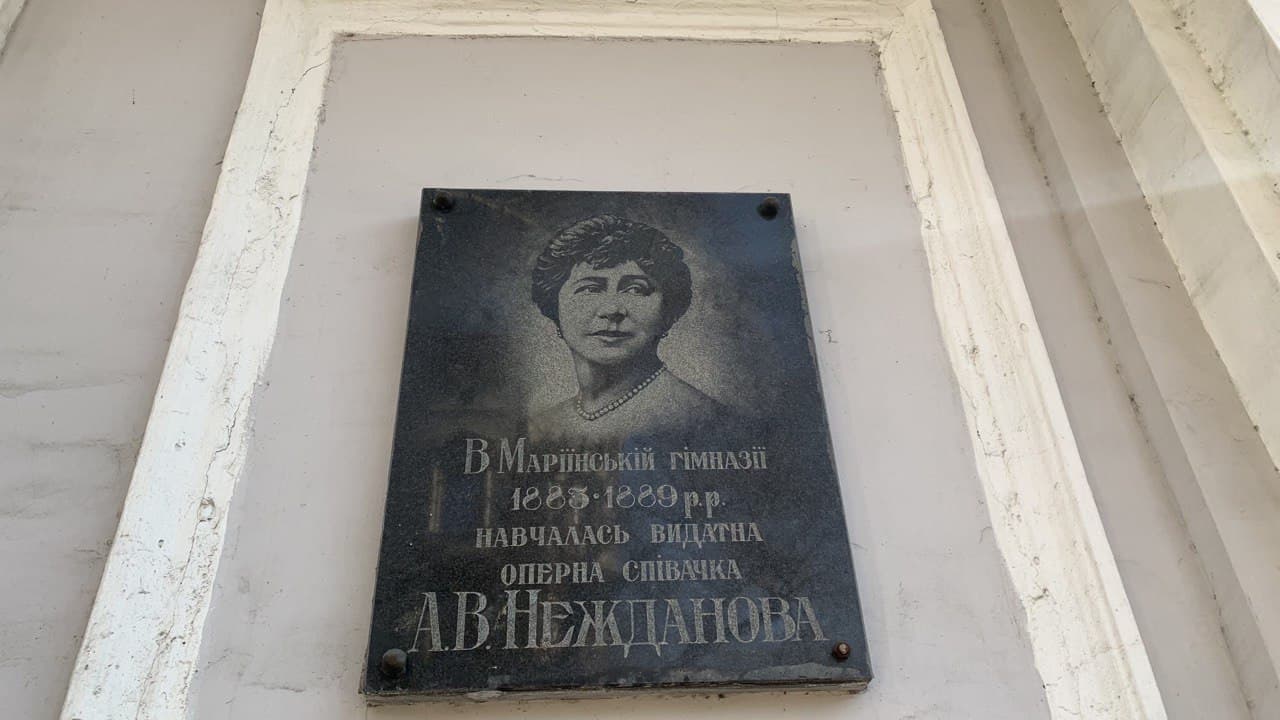 В Маріїнській гімназії
1883·1889 р.р.
навчалась видатна
оперна співачка
А.В. Нежданова